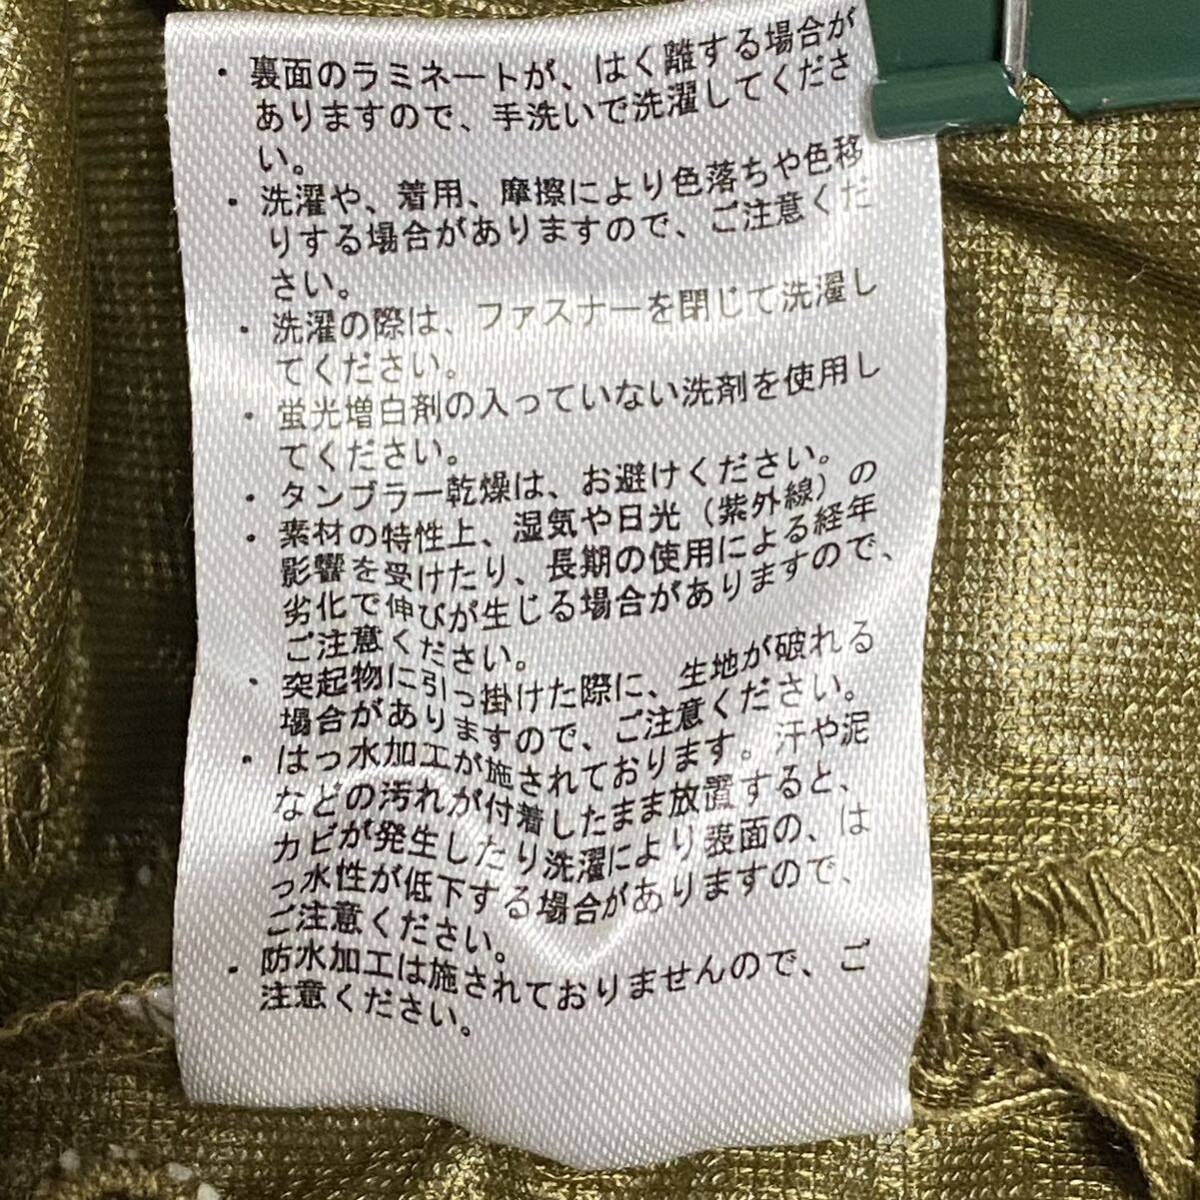 ・裏面のラミネートが、はく離する場合が
ありますので、手洗いで洗濯してくださ
い。
・洗濯や、着用、摩擦により色落ちや色移
りする場合がありますので、ご注意くだ
さい。
・洗濯の際は、ファスナーを閉じて洗濯し
てください。
・蛍光増白剤の入っていない洗剤を使用し
てください。
・タンブラー乾燥は、お避けください。
・素材の特性上、湿気や日光（紫外線）の
影響を受けたり、長期の使用による経年
劣化で伸びが生じる場合がありますので、
ご注意ください。
・突起物に引っ掛けた際に、生地が破れる
場合がありますので、ご注意ください。
・はっ水加工が施されております。汗や泥
などの汚れが付着したまま放置すると、
カビが発生したり洗濯により表面の、は
っ水性が低下する場合がありますので、
ご注意ください。
・防水加工は施されておりませんので、ご
注意ください。